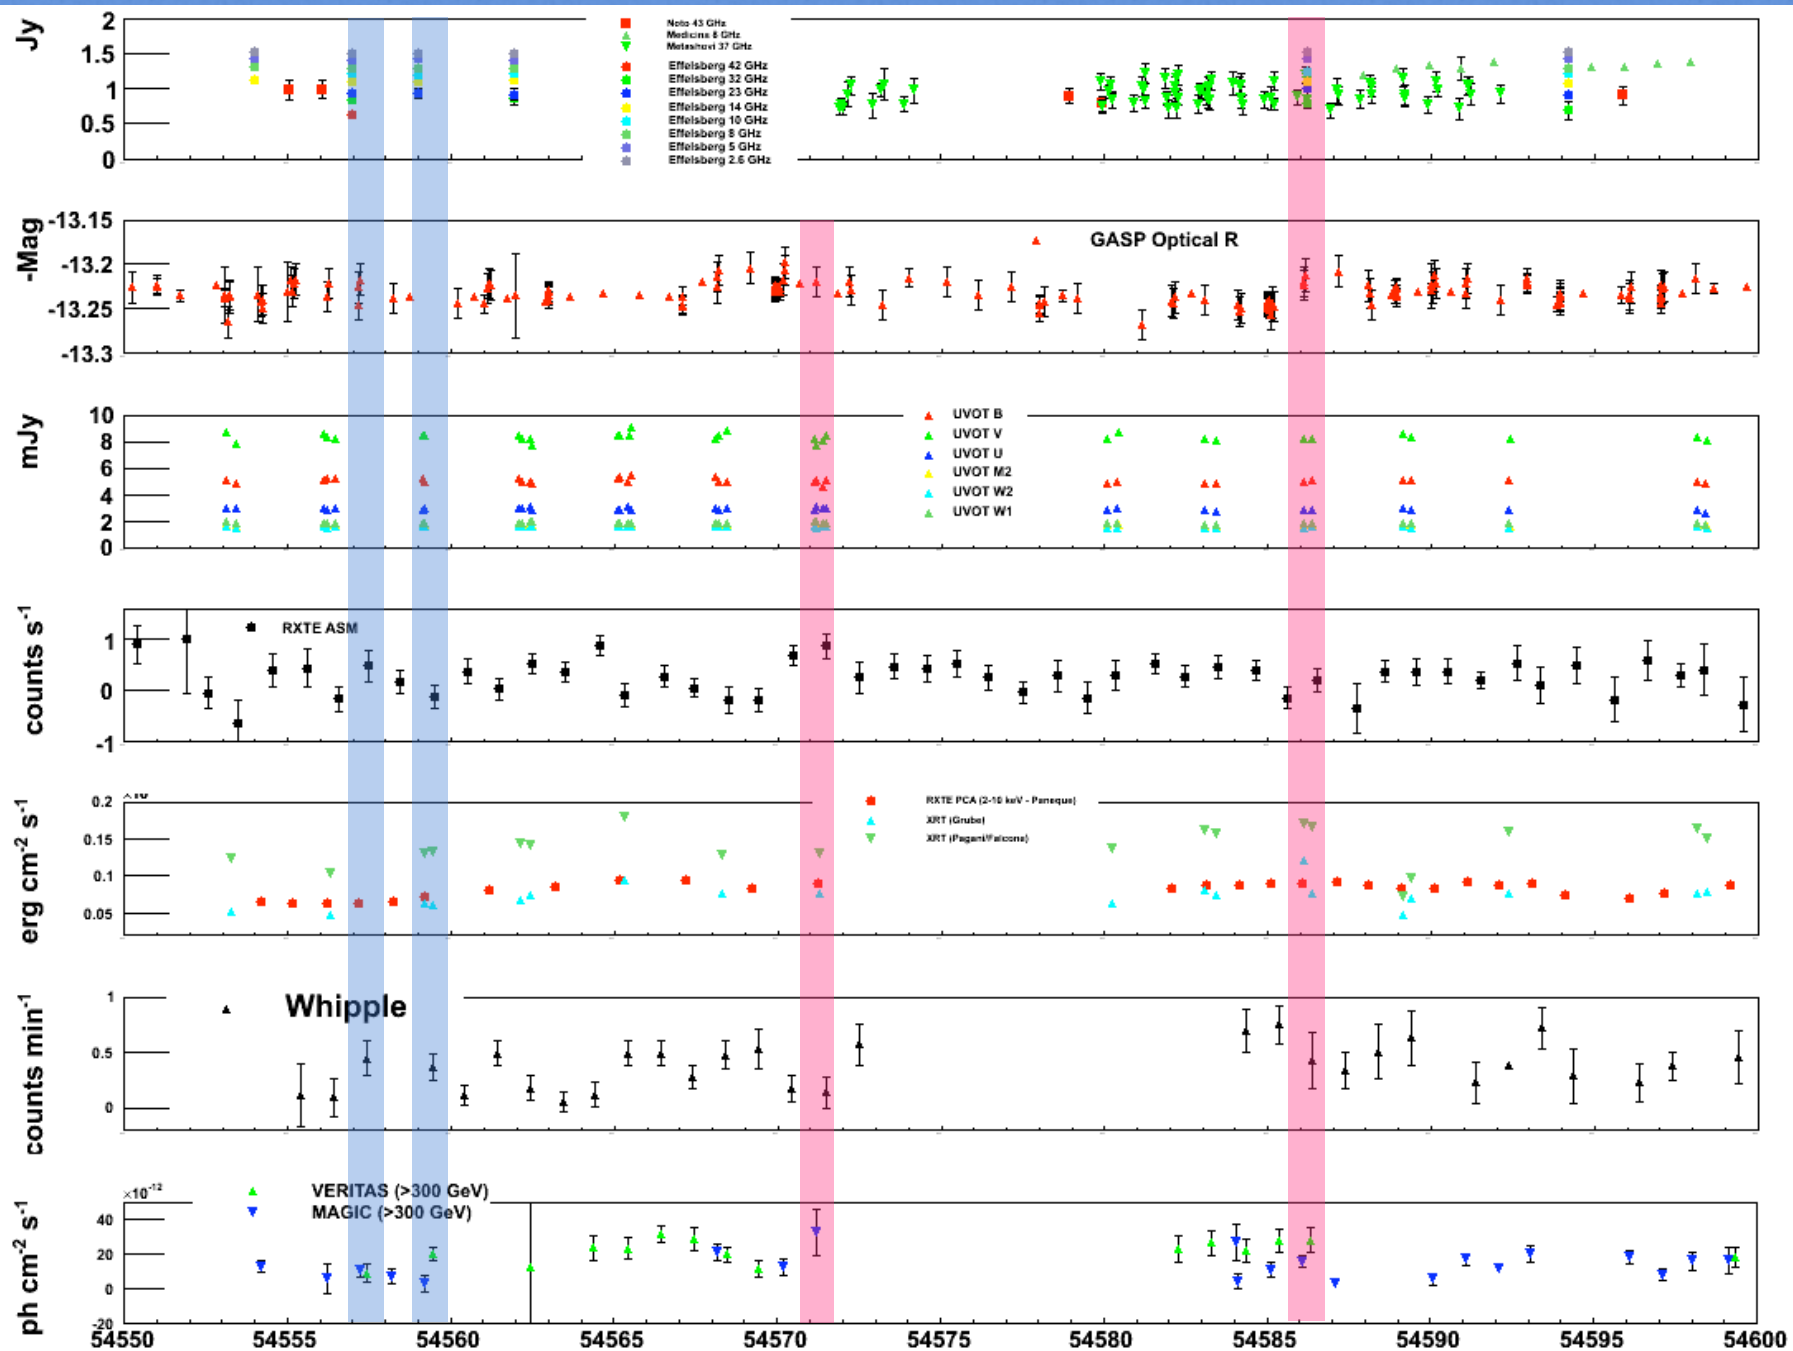 Jy
2
1.5
1
0.5
0
Noto 43 GHz
Medicina 8 GHz
Metsahovi 37 GHz
Effelsberg 42 GHz
Effelsberg 32 GHz
Effelsberg 23 GHz
Effelsberg 14 GHz
Effelsberg 10 GHz
Effelsberg 8 GHz
Effelsberg 5 GHz
Effelsberg 2.6 GHz
-Mag
-13.15
-13.2
-13.25
-13.3
GASP Optical R
mJy
10
8
6
4
2
0
UVOT B
UVOT V
UVOT U
UVOT M2
UVOT W2
UVOT W1
counts s-1
1
0
-1
RXTE ASM
erg cm-2 s-1
0.2
0.15
0.1
0.05
RXTE PCA (2-10 keV - Paneque)
XRT (Grube)
XRT (Pagani/Falcone)
counts min-1
1
0.5
0
Whipple
ph cm-2 s-1
×10-12
40
20
0
-20
VERITAS (>300 GeV)
MAGIC (>300 GeV)
54550 54555 54560 54565 54570 54575 54580 54585 54590 54595 54600